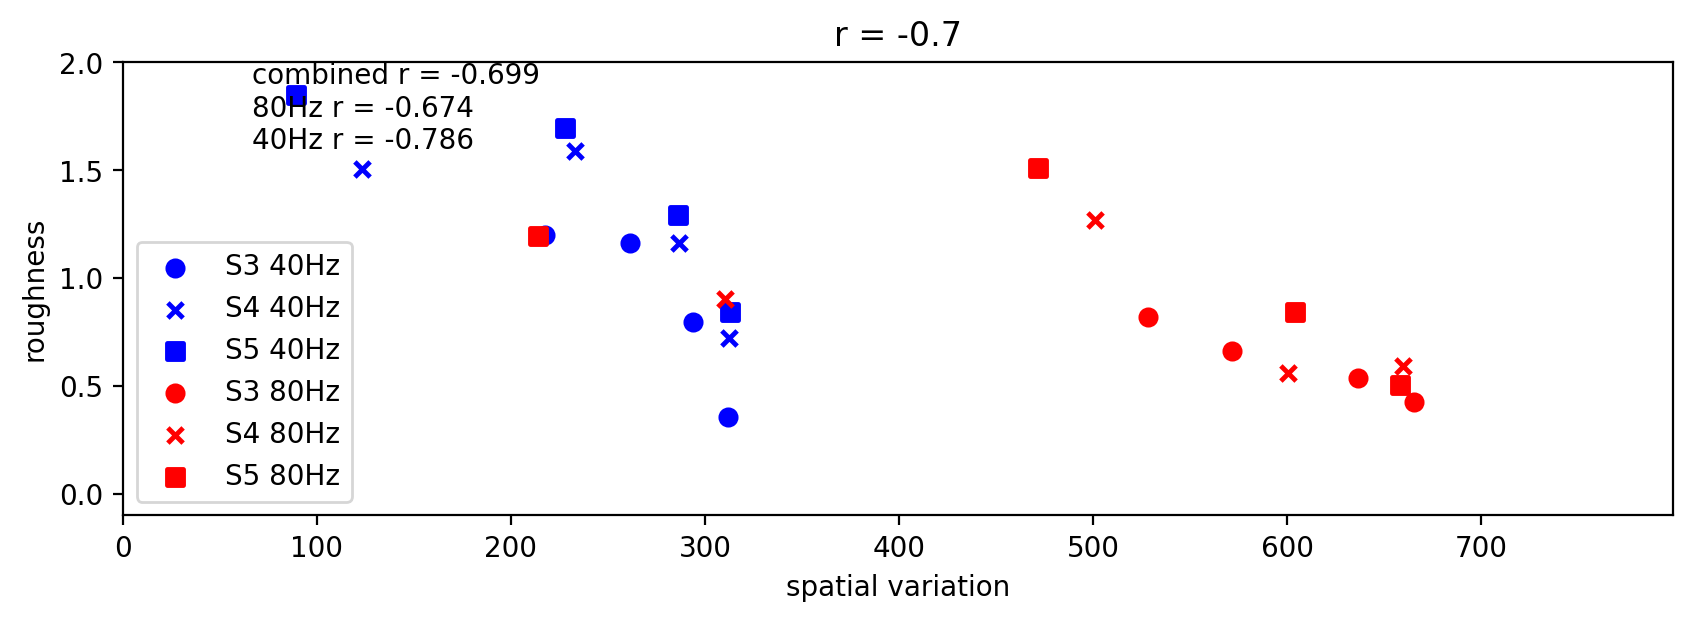 r = -0.7
combined r = -0.699
80Hz r = -0.674
40Hz r = -0.786
2.0
1.5
1.0
0.5
0.0
roughness
S3 40Hz
S4 40Hz
S5 40Hz
S3 80Hz
S4 80Hz
S5 80Hz
0 100 200 300 400 500 600 700
spatial variation